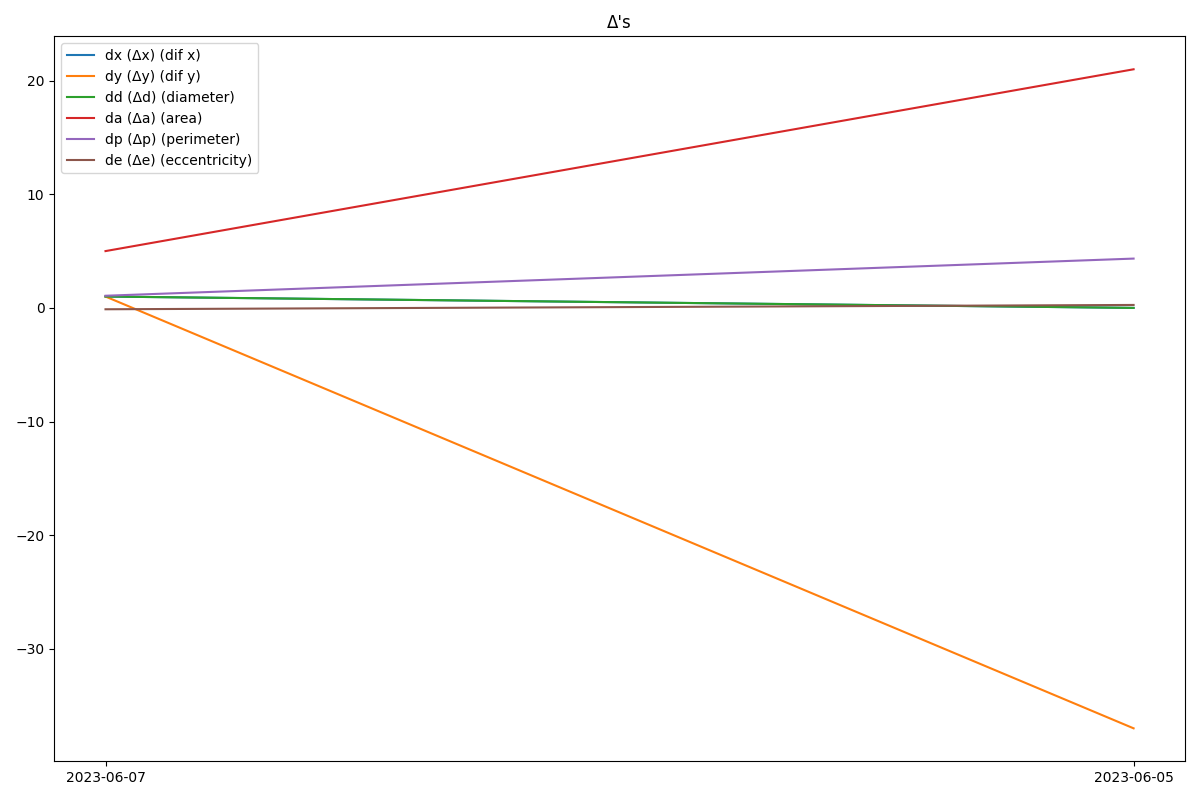 Δ's
dx (Δx) (dif x)
dy (Δy) (dif y)
dd (Δd) (diameter)
da (Δa) (area)
dp (Δp) (perimeter)
de (Δe) (eccentricity)
20
10
0
−10
−20
−30
2023-06-07
2023-06-05